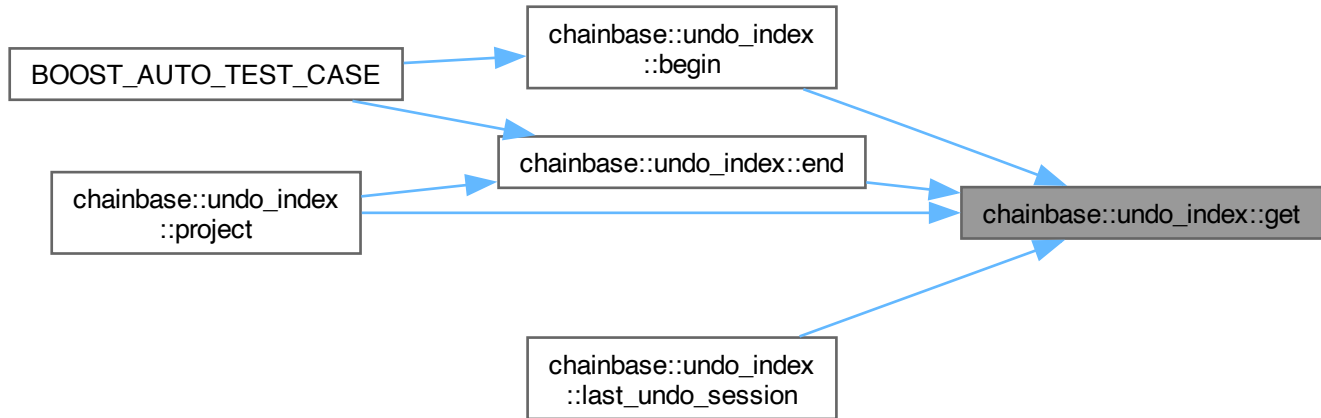 chainbase::undo_index
::begin
BOOST_AUTO_TEST_CASE
chainbase::undo_index::end
chainbase::undo_index
::project
chainbase::undo_index::get
chainbase::undo_index
::last_undo_session